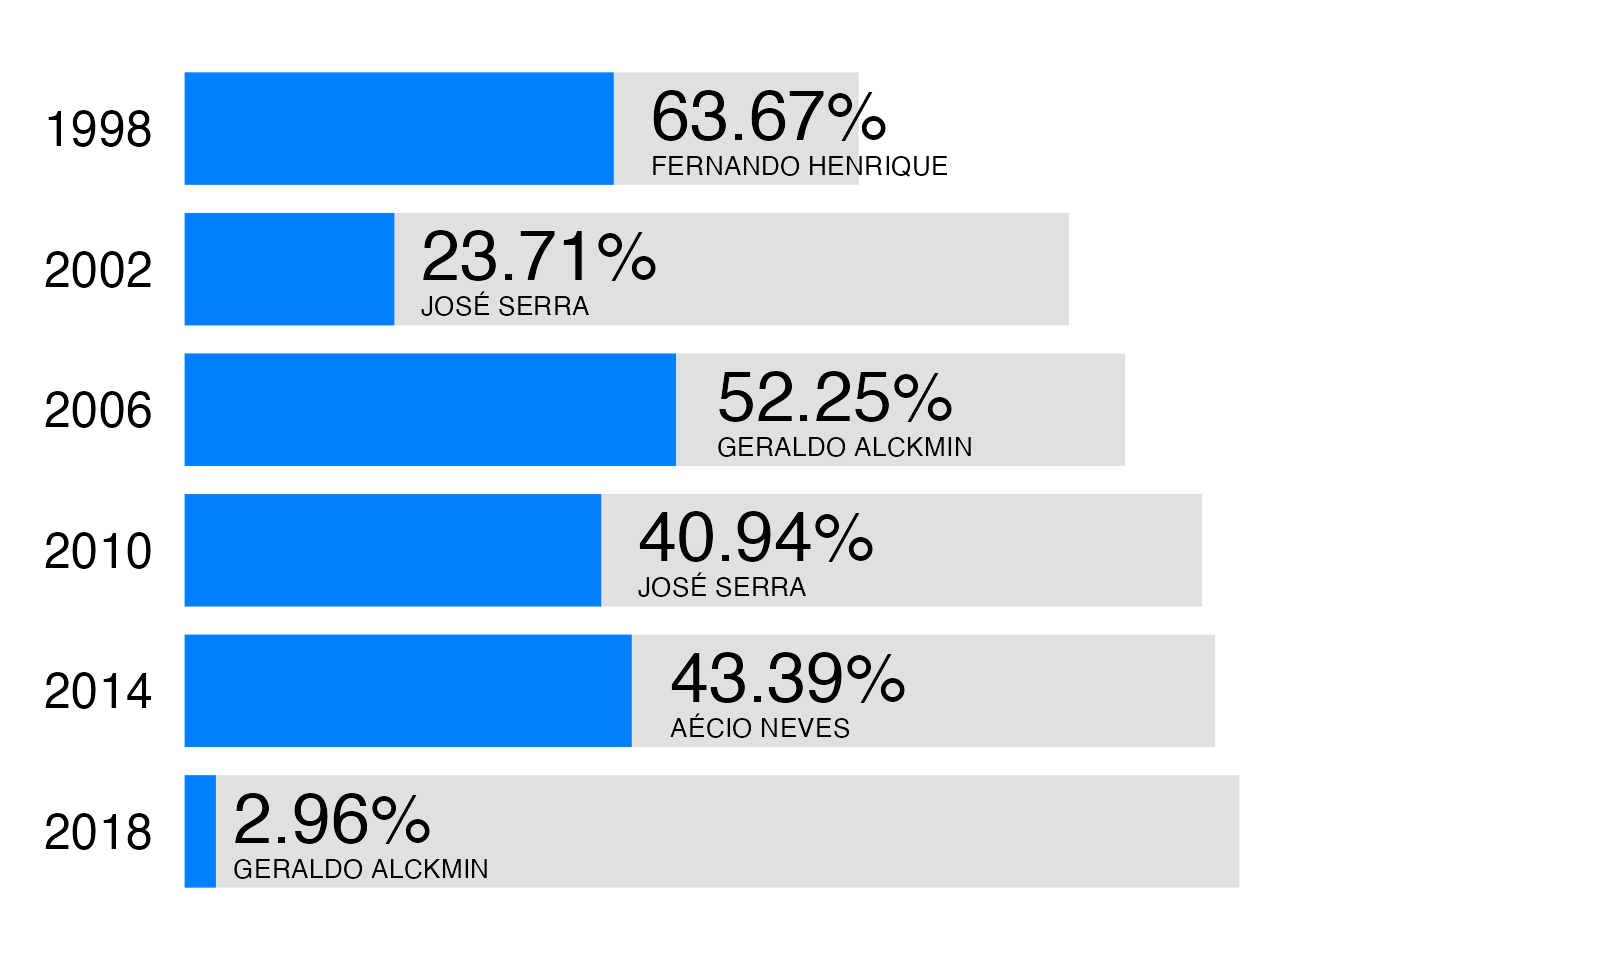 1998
63.67%
FERNANDO HENRIQUE
2002
23.71%
JOSÉ SERRA
2006
52.25%
GERALDO ALCKMIN
2010
40.94%
JOSÉ SERRA
2014
43.39%
AÉCIO NEVES
2018
2.96%
GERALDO ALCKMIN